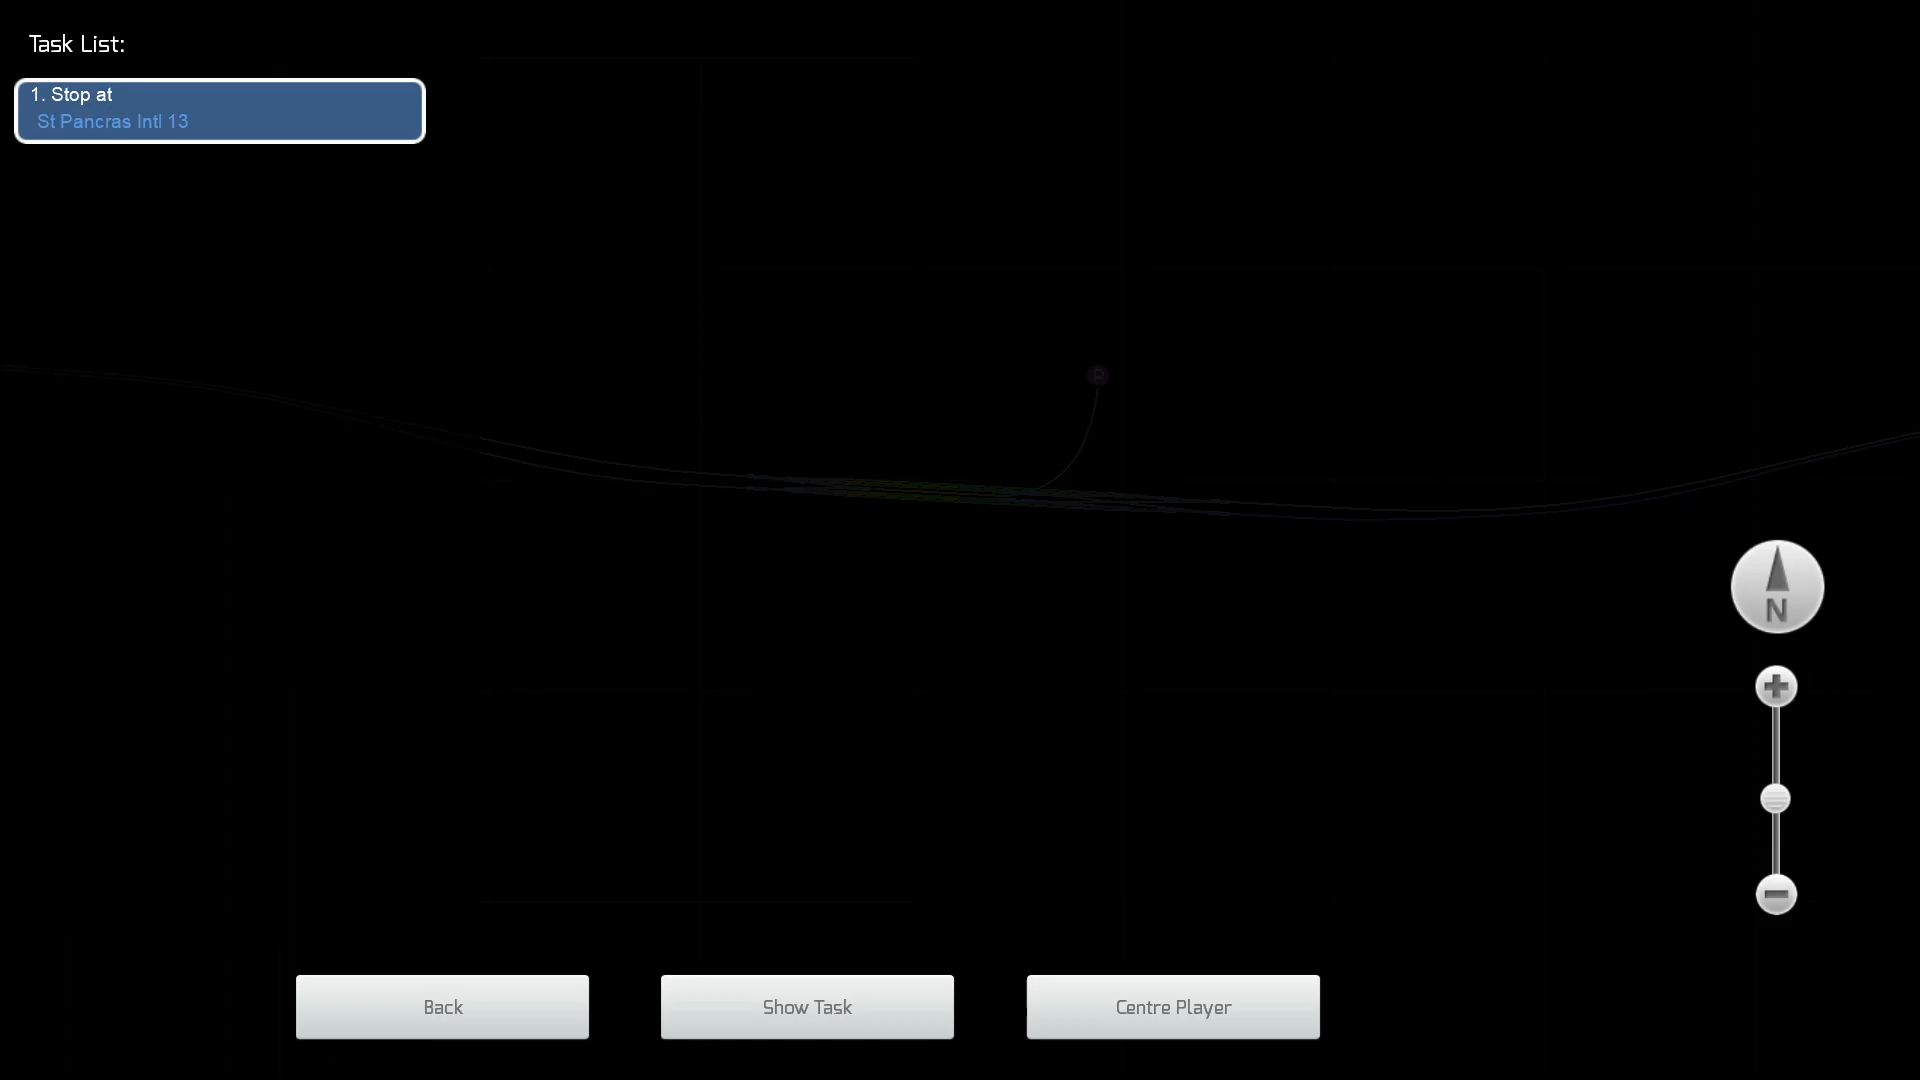 Task List:
1. Stop at
St Pancras Intl 13
P
N
Back
Show Task
Centre Player